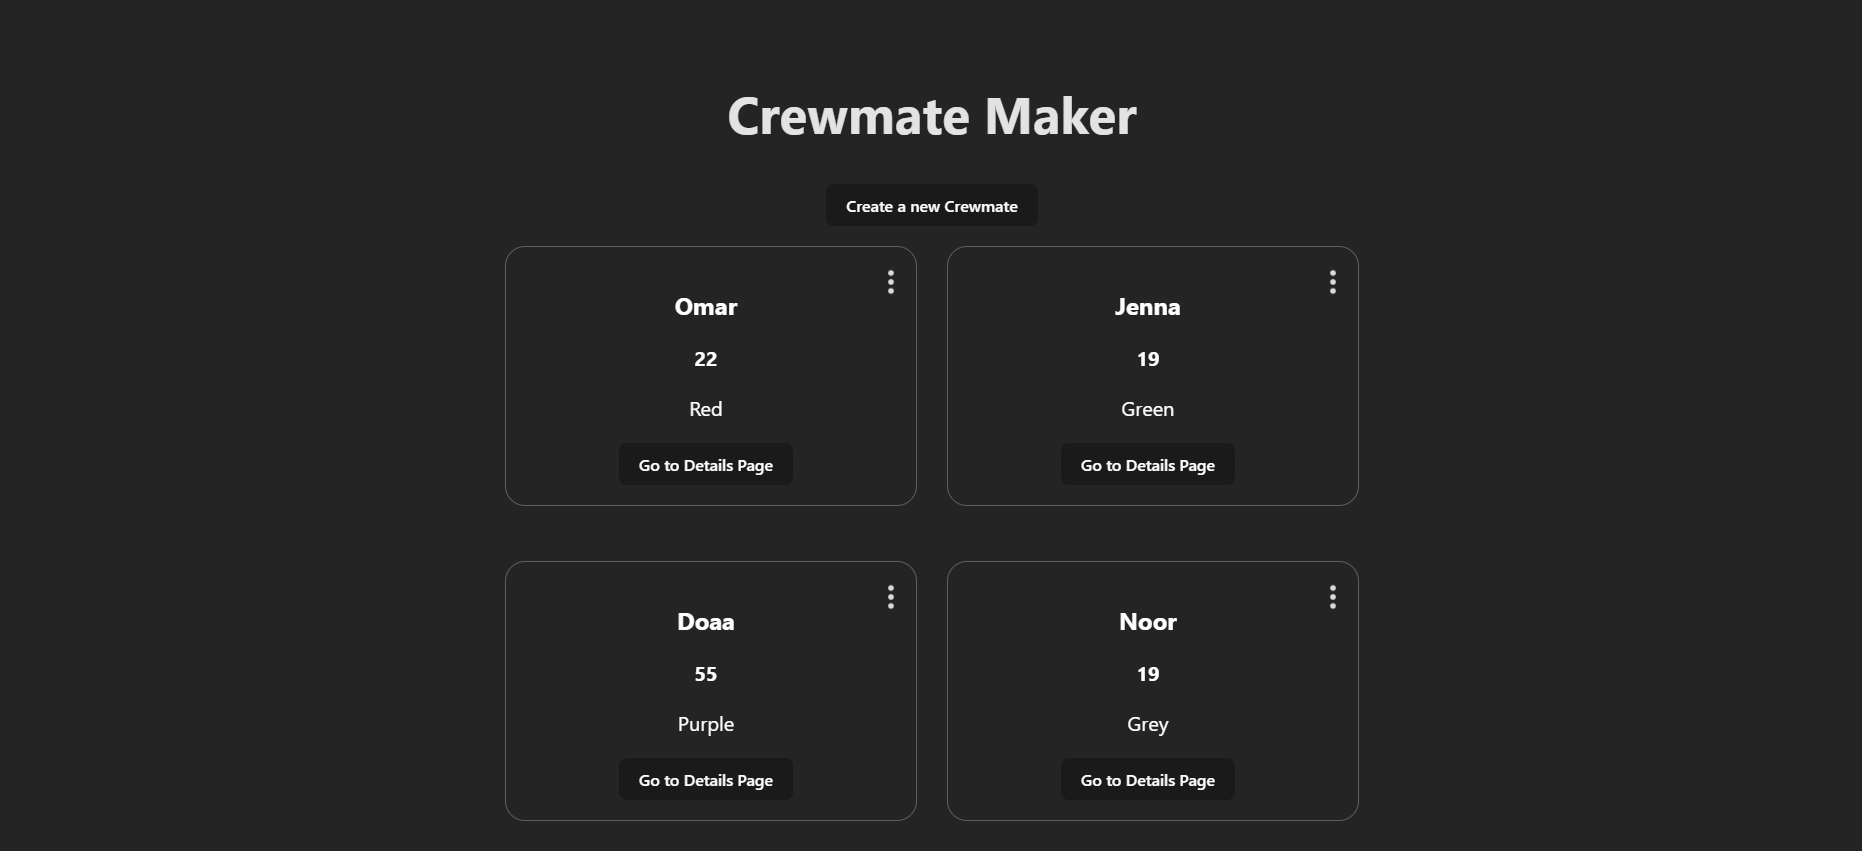 Crewmate Maker
Create a new Crewmate
Omar
22
Red
Go to Details Page
Jenna
19
Green
Go to Details Page
Doaa
55
Purple
Go to Details Page
Noor
19
Grey
Go to Details Page